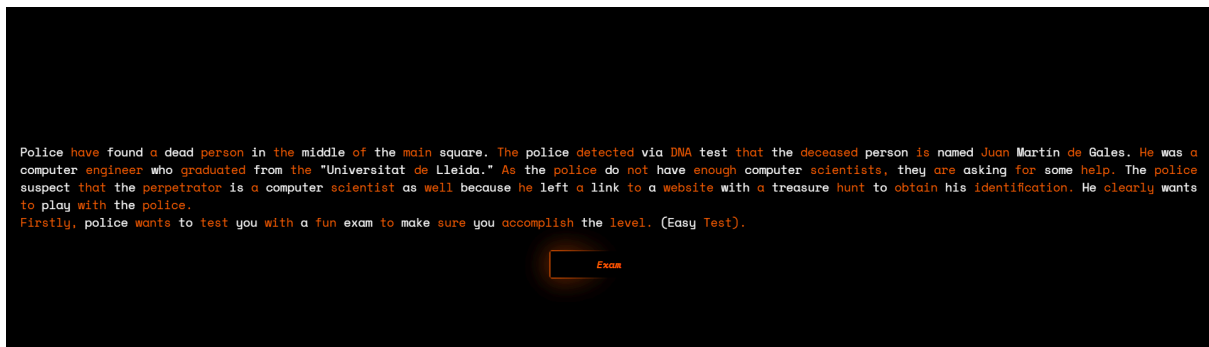 Police have found a dead person in the middle of the main square. The police detected via DNA test that the deceased person is named Juan Martín de Gales. He was a
computer engineer who graduated from the "Universitat de Lleida." As the police do not have enough computer scientists, they are asking for some help. The police
suspect that the perpetrator is a computer scientist as well because he left a link to a website with a treasure hunt to obtain his identification. He clearly wants
to play with the police.
Firstly, police wants to test you with a fun exam to make sure you accomplish the level. (Easy Test).
Exam